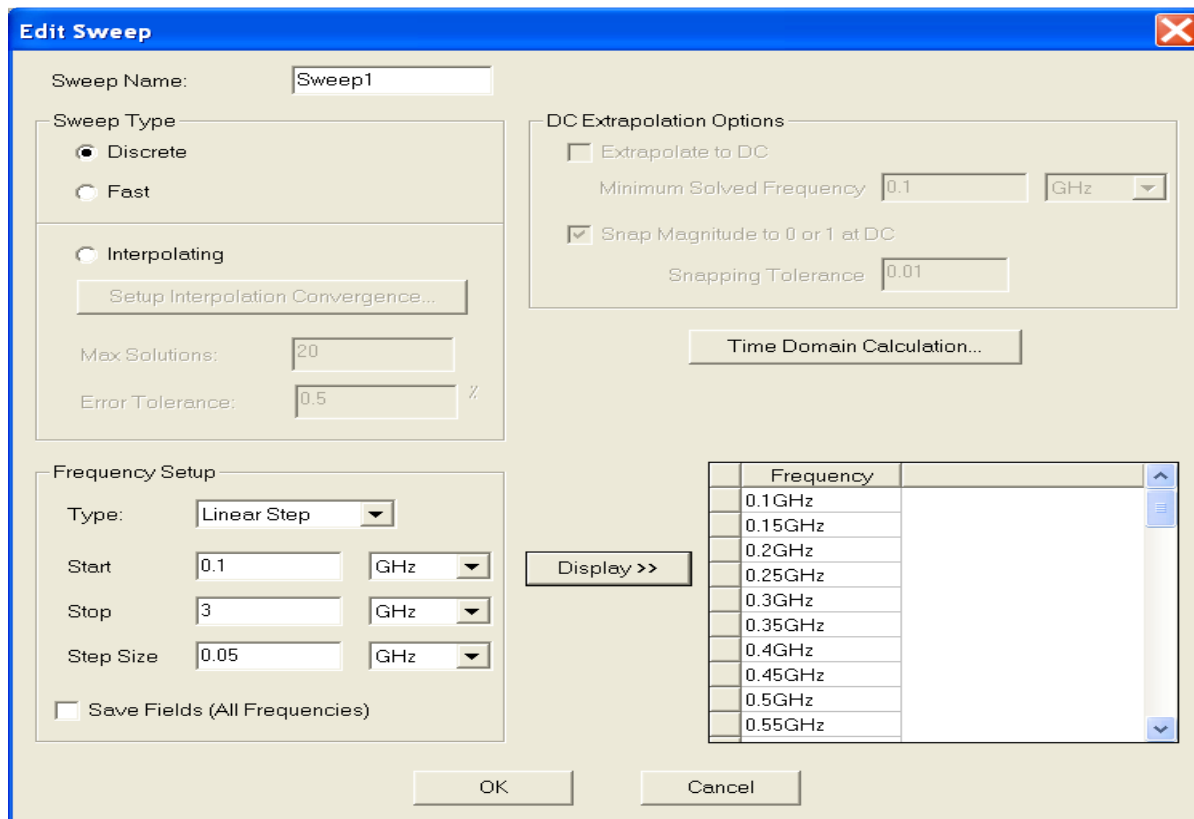 Edit Sweep
Sweep Name: Sweep1
Sweep Type
Discrete
Fast
Interpolating
Setup Interpolation Convergence...
Max Solutions: 20
Error Tolerance: 0.5 %
DC Extrapolation Options
Extrapolate to DC
Minimum Solved Frequency 0.1 GHz
Snap Magnitude to 0 or 1 at DC
Snapping Tolerance 0.01
Time Domain Calculation...
Frequency Setup
Type: Linear Step
Start 0.1 GHz
Stop 3 GHz
Step Size 0.05 GHz
Save Fields (All Frequencies)
Display >>
Frequency
0.1GHz
0.15GHz
0.2GHz
0.25GHz
0.3GHz
0.35GHz
0.4GHz
0.45GHz
0.5GHz
0.55GHz
OK Cancel